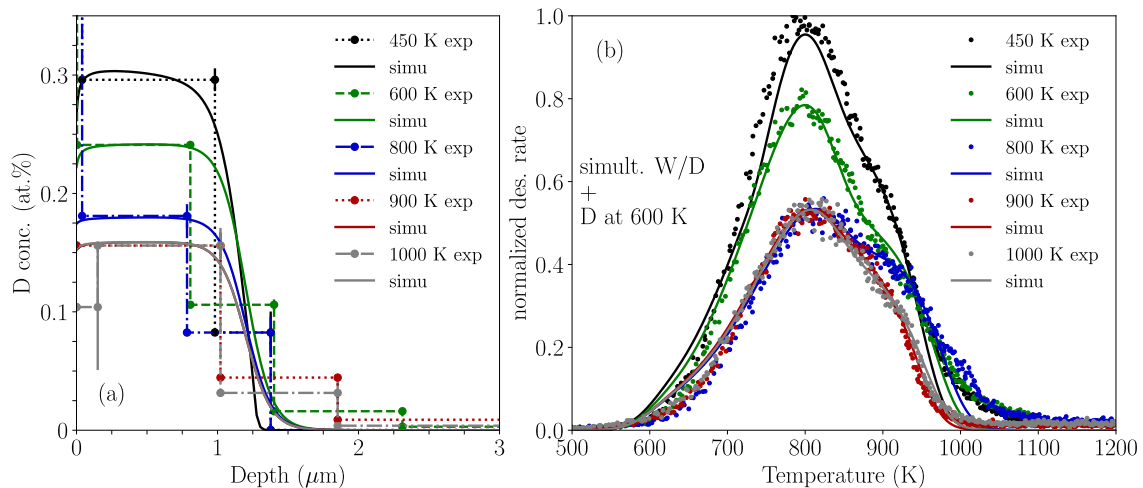 D conc. (at.%)
0.3
0.2
0.1
0
450 K exp
simu
600 K exp
simu
800 K exp
simu
900 K exp
simu
1000 K exp
simu
(a)
0
1
2
3
Depth (μm)
normalized des. rate
1.0
0.8
0.6
0.4
0.2
0.0
(b)
simult. W/D
+
D at 600 K
450 K exp
simu
600 K exp
simu
800 K exp
simu
900 K exp
simu
1000 K exp
simu
500
600
700
800
900
1000
1100
1200
Temperature (K)